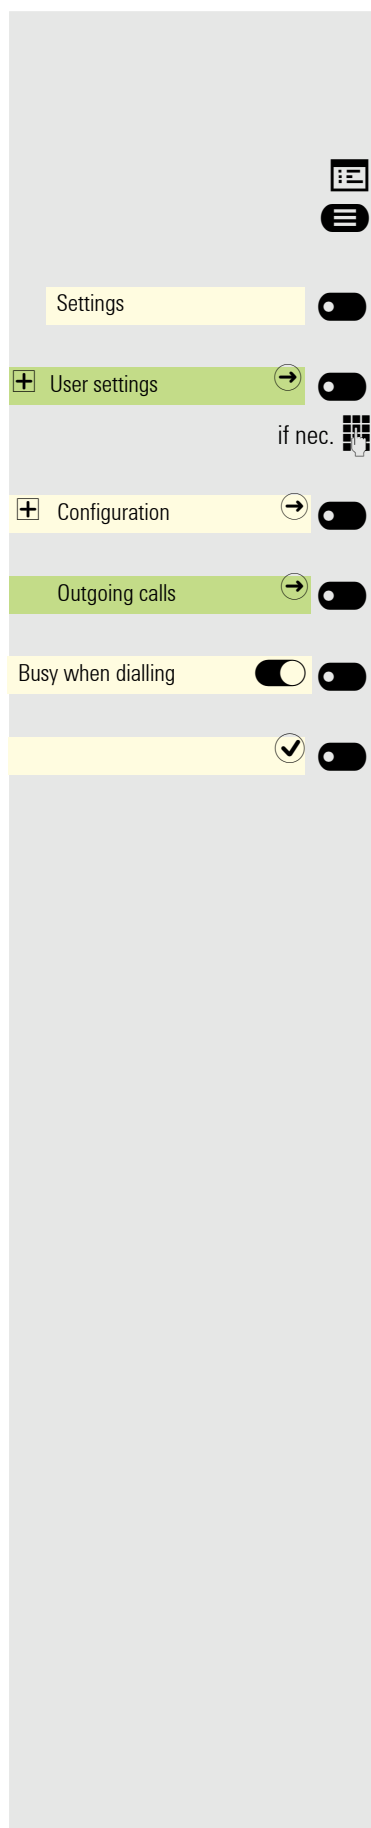 Settings
User settings
if nec.
Configuration
Outgoing calls
Busy when dialling